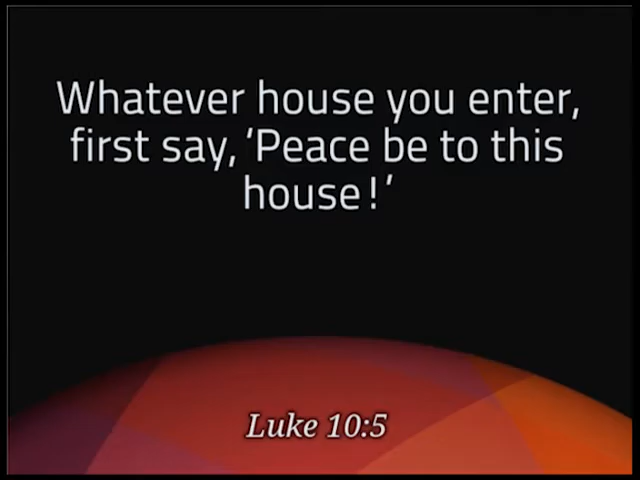 Whatever house you enter,
first say, ‘Peace be to this
house!’
Luke 10:5